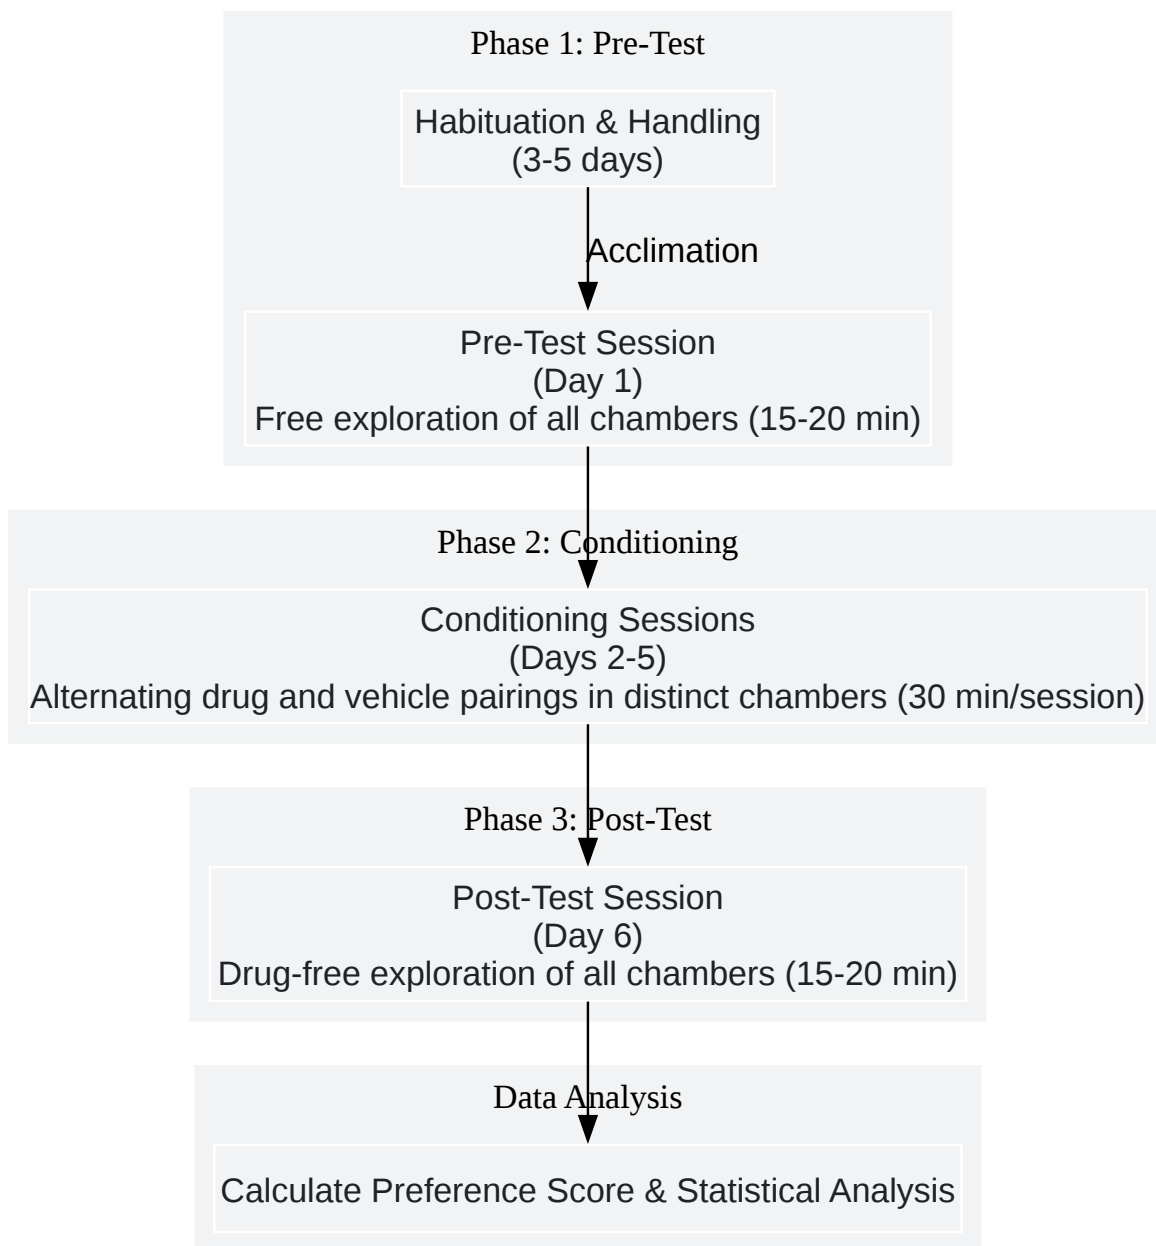 Phase 1: Pre-Test
Habituation & Handling
(3-5 days)
Acclimation
Pre-Test Session
(Day 1)
Free exploration of all chambers (15-20 min)
Phase 2: Conditioning
Conditioning Sessions
(Days 2-5)
Alternating drug and vehicle pairings in distinct chambers (30 min/session)
Phase 3: Post-Test
Post-Test Session
(Day 6)
Drug-free exploration of all chambers (15-20 min)
Data Analysis
Calculate Preference Score & Statistical Analysis